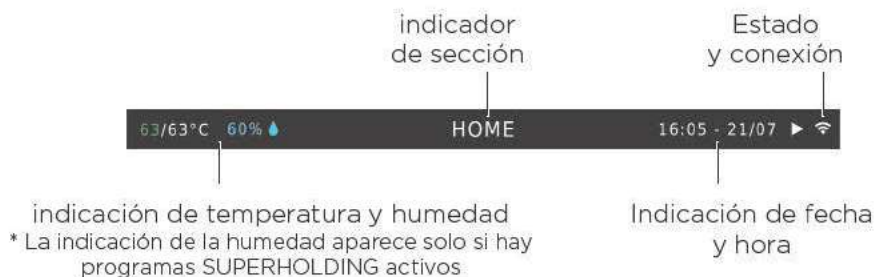 indicador
de sección
Estado
y conexión
63/63°C 60% HOME 16:05 - 21/07
indicación de temperatura y humedad
* La indicación de la humedad aparece solo si hay
programas SUPERHOLDING activos
Indicación de fecha
y hora